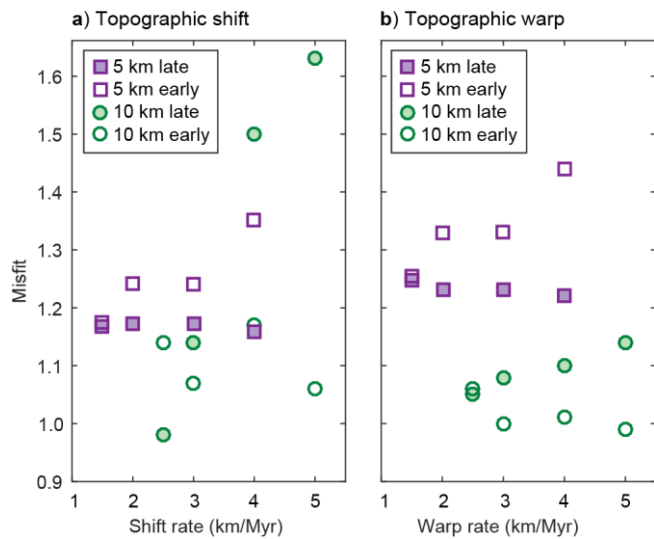 a) Topographic shift
b) Topographic warp
5 km late
5 km early
10 km late
10 km early
5 km late
5 km early
10 km late
10 km early
Misfit
1.6
1.5
1.4
1.3
1.2
1.1
1.0
0.9
1 2 3 4 5
1 2 3 4 5
Shift rate (km/Myr)
Warp rate (km/Myr)